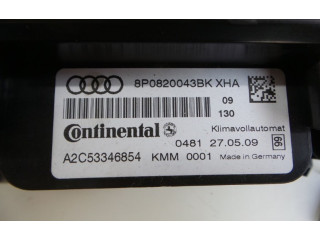 8P0820043BK XHA
09
130
Continental
Klimavollautomat
0481 27.05.09
A2C53346854 KMM 0001 Made in Germany